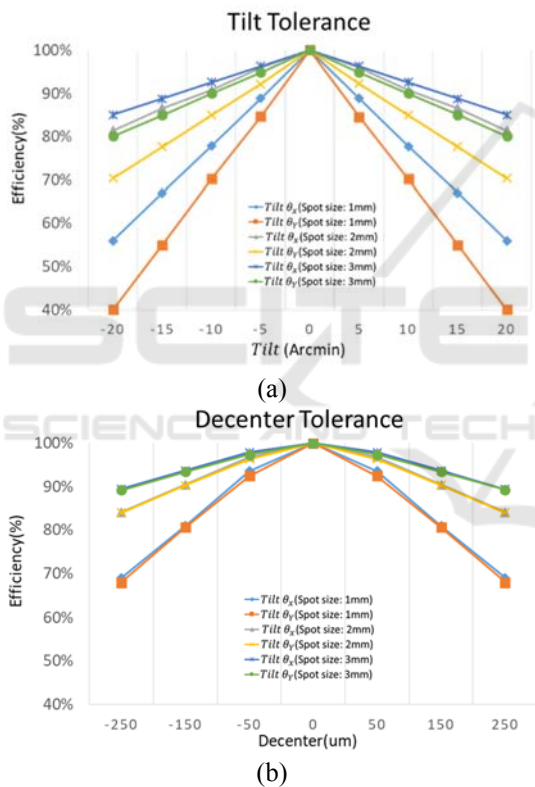 Tilt Tolerance
Efficiency(%)
100%
90%
80%
70%
60%
50%
40%
Tilt θx(Spot size: 1mm)
Tilt θY(Spot size: 1mm)
Tilt θx(Spot size: 2mm)
Tilt θY(Spot size: 2mm)
Tilt θx(Spot size: 3mm)
Tilt θY(Spot size: 3mm)
-20 -15 -10 -5 0 5 10 15 20
Tilt (Arcmin)
SCITE
(a)
SCIENCE AND TECH
Decenter Tolerance
Efficiency(%)
100%
90%
80%
70%
60%
50%
40%
Tilt θx(Spot size: 1mm)
Tilt θY(Spot size: 1mm)
Tilt θx(Spot size: 2mm)
Tilt θY(Spot size: 2mm)
Tilt θx(Spot size: 3mm)
Tilt θY(Spot size: 3mm)
-250 -150 -50 0 50 150 250
Decenter(um)
(b)